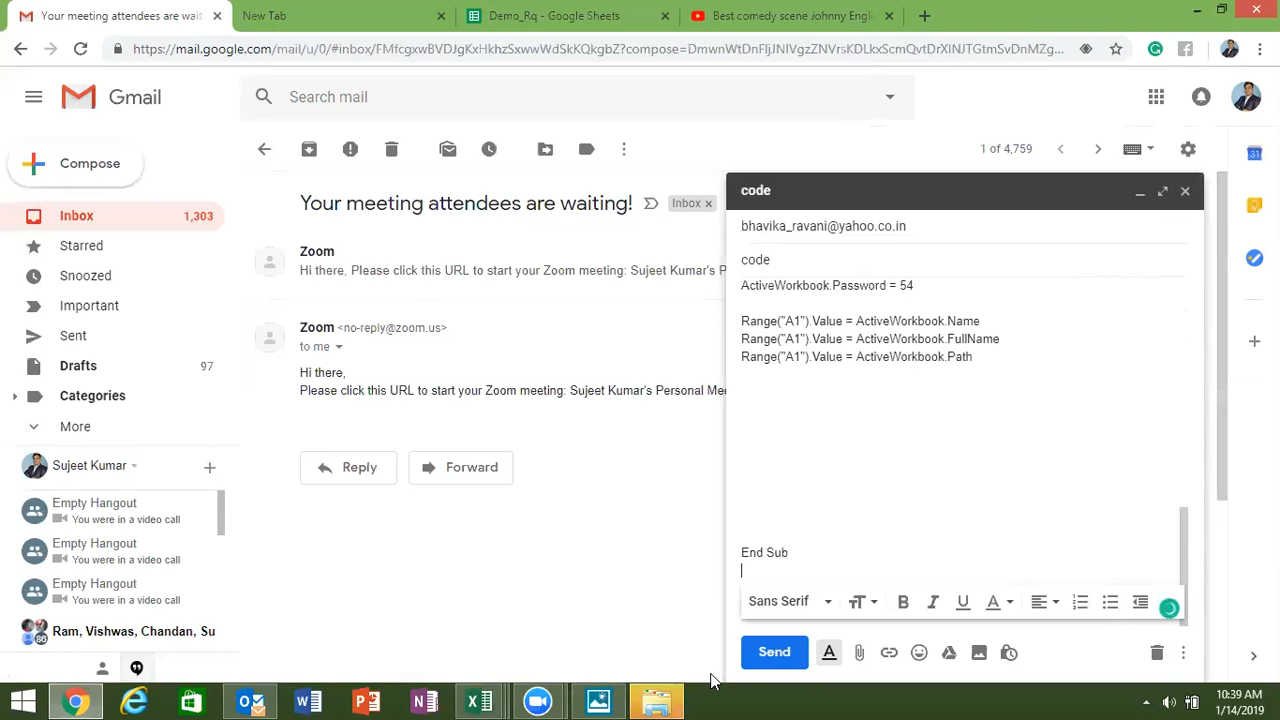 Your meeting attendees are wait
New Tab
Demo_Rq - Google Sheets
Best comedy scene Johnny Engli
https://mail.google.com/mail/u/0/#inbox/
Gmail
Search mail
Compose
1 of 4,759
code
Your meeting attendees are waiting!
Inbox
Inbox 1,303
bhavika_ravani@yahoo.co.in
Starred
Zoom
code
Hi there, Please click this URL to start your Zoom meeting: Sujeet Kumar's P
Snoozed
ActiveWorkbook.Password = 54
Important
Range("A1").Value = ActiveWorkbook.Name
Zoom <no-reply@zoom.us>
Sent
Range("A1").Value = ActiveWorkbook.FullName
to me
Range("A1").Value = ActiveWorkbook.Path
Drafts 97
Hi there,
Please click this URL to start your Zoom meeting: Sujeet Kumar's Personal Mee
Categories
More
Sujeet Kumar
Reply
Forward
Empty Hangout
You were in a video call
Empty Hangout
You were in a video call
End Sub
Empty Hangout
You were in a video call
Sans Serif
Ram, Vishwas, Chandan, Su
86
Send
10:39 AM
1/14/2019